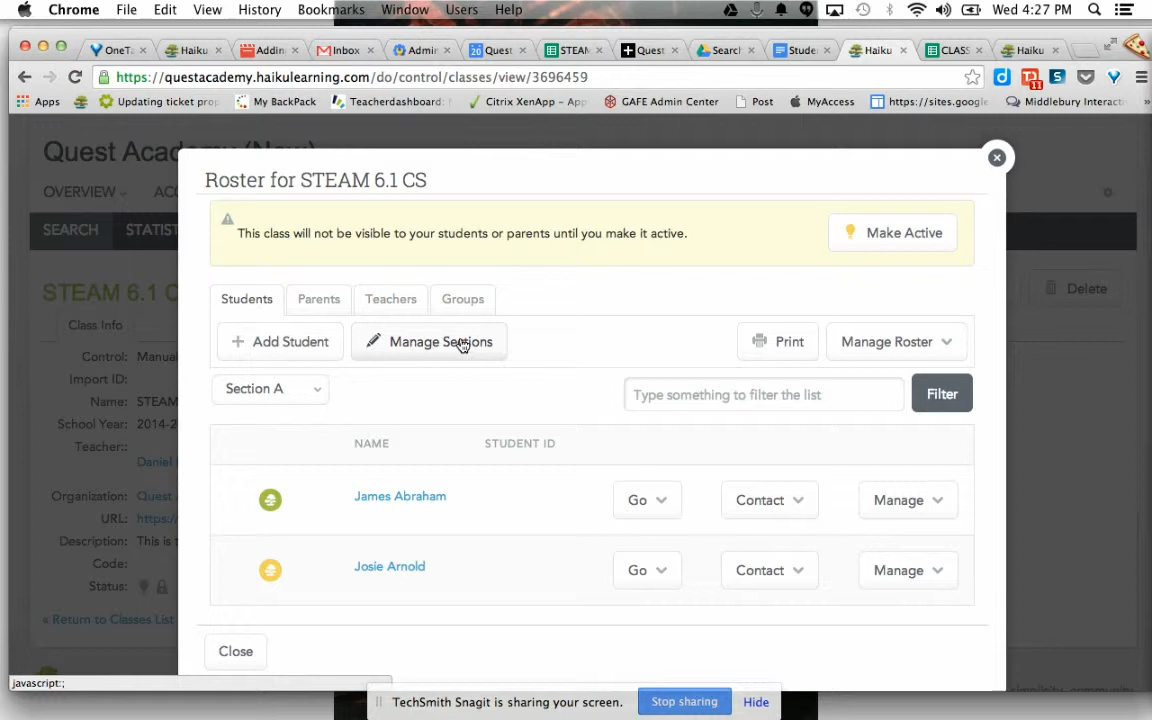 Chrome File Edit View History Bookmarks Window Users Help Wed 4:27 PM
OneTa Haiku Addin Inbox Admin Quest STEAM Quest Search Stude Haiku CLAS Haiku
https://questacademy.haikulearning.com/do/control/classes/view/3696459
Apps Updating ticket prop My BackPack Teacherdashboard: Citrix XenApp - App GAFE Admin Center Post MyAccess https://sites.google Middlebury Interact »
Quest Academy (New)
OVERVIEW ACC
SEARCH STATIST
STEAM 6.1 C Delete
Class Info
Control: Manual
Import ID:
Name: STEAM
School Year: 2014-2
Teacher::
Daniel
Organization: Quest
URL: https:/
Description: This is t
Code:
Status:
« Return to Classes List
Roster for STEAM 6.1 CS
This class will not be visible to your students or parents until you make it active. Make Active
Students Parents Teachers Groups
+ Add Student Manage Sections Print Manage Roster
Section A Type something to filter the list Filter
NAME STUDENT ID
James Abraham Go Contact Manage
Josie Arnold Go Contact Manage
Close
javascript:;
TechSmith Snagit is sharing your screen. Stop sharing Hide